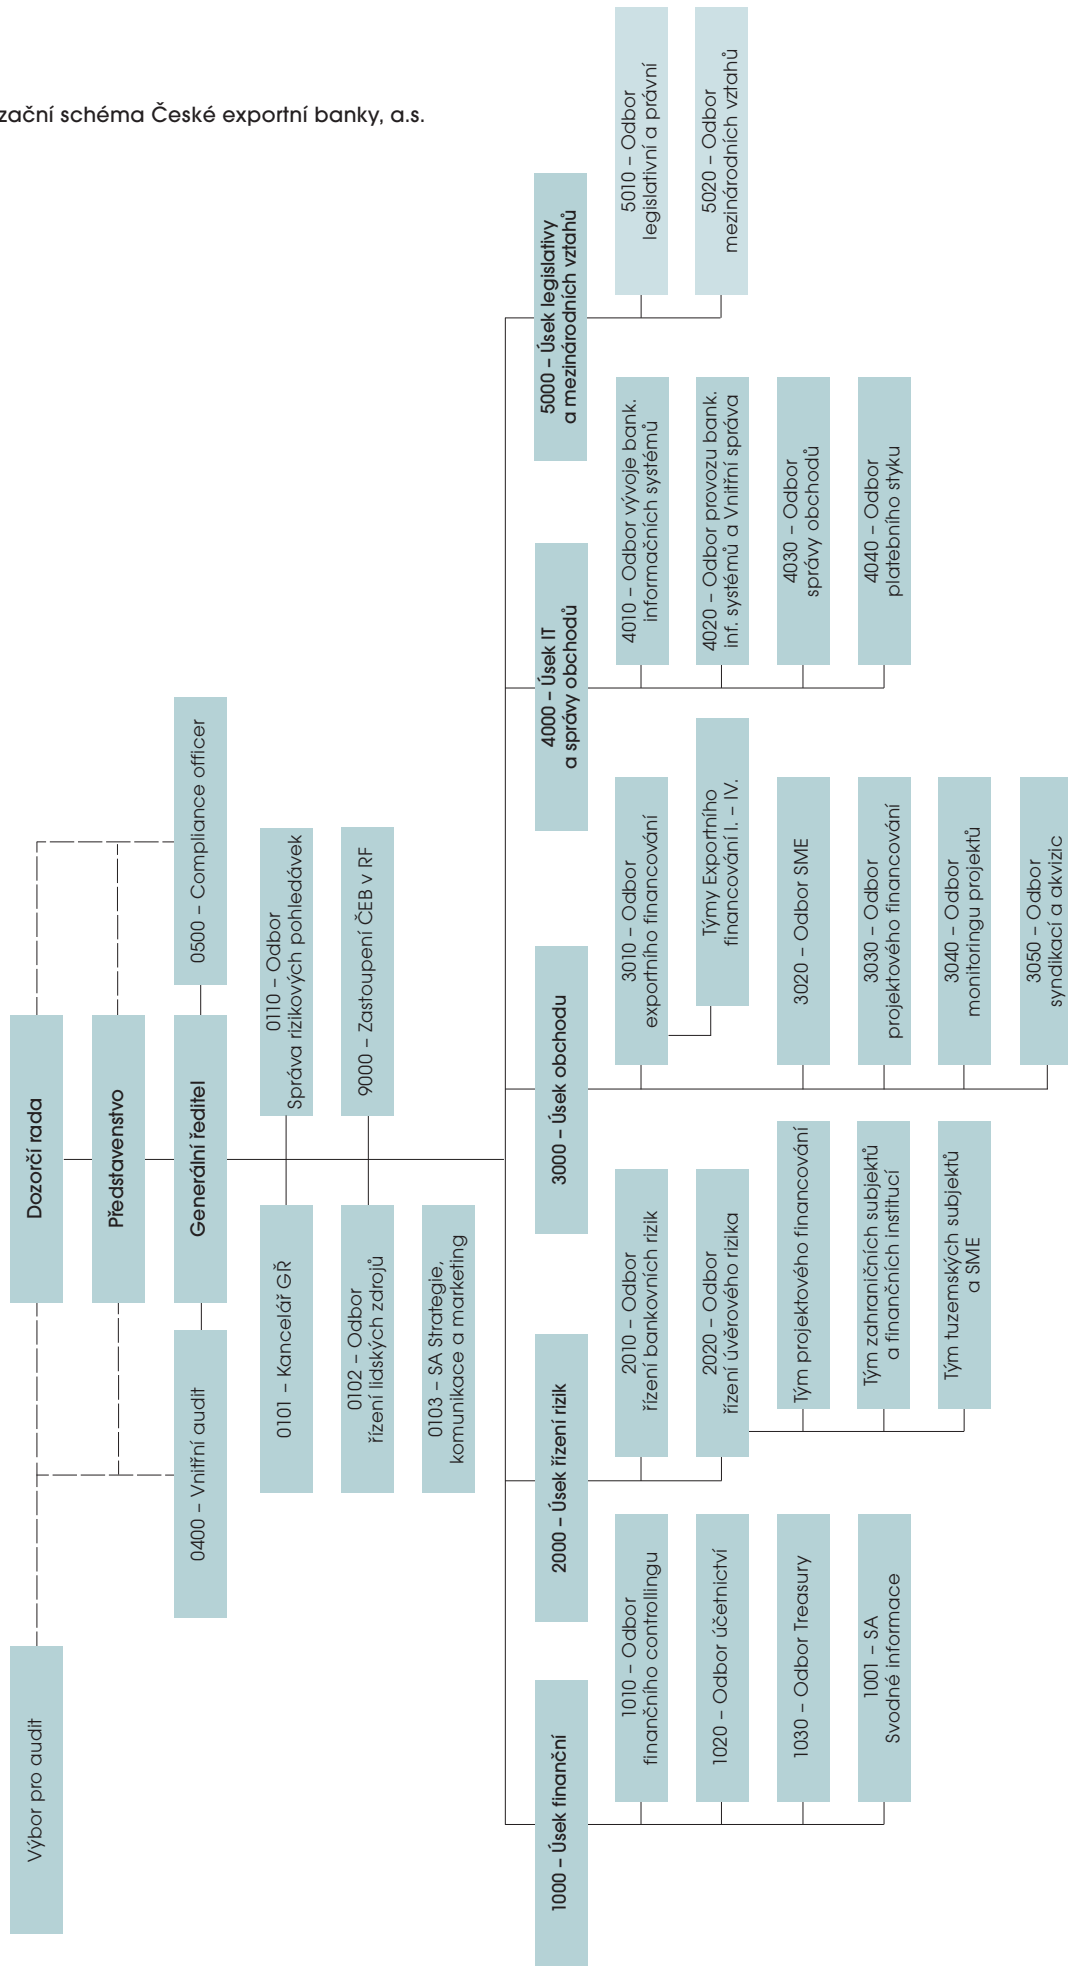 zační schéma České exportní banky, a.s.
Výbor pro audit
Dozorčí rada
Představenstvo
0400 – Vnitřní audit
Generální ředitel
0500 – Compliance officer
0101 – Kancelář GŘ
0110 – Odbor
Správa rizikových pohledávek
0102 – Odbor
řízení lidských zdrojů
9000 – Zastoupení ČEB v RF
0103 – SA Strategie,
komunikace a marketing
1000 – Úsek finanční
1010 – Odbor
finančního controllingu
1020 – Odbor účetnictví
1030 – Odbor Treasury
1001 – SA
Svodné informace
2000 – Úsek řízení rizik
2010 – Odbor
řízení bankovních rizik
2020 – Odbor
řízení úvěrového rizika
Tým projektového financování
Tým zahraničních subjektů
a finančních institucí
Tým tuzemských subjektů
a SME
3000 – Úsek obchodu
3010 – Odbor
exportního financování
Týmy Exportního
financování I. – IV.
3020 – Odbor SME
3030 – Odbor
projektového financování
3040 – Odbor
monitoringu projektů
3050 – Odbor
syndikací a akvizic
4000 – Úsek IT
a správy obchodů
4010 – Odbor vývoje bank.
informačních systémů
4020 – Odbor provozu bank.
inf. systémů a Vnitřní správa
4030 – Odbor
správy obchodů
4040 – Odbor
platebního styku
5000 – Úsek legislativy
a mezinárodních vztahů
5010 – Odbor
legislativní a právní
5020 – Odbor
mezinárodních vztahů